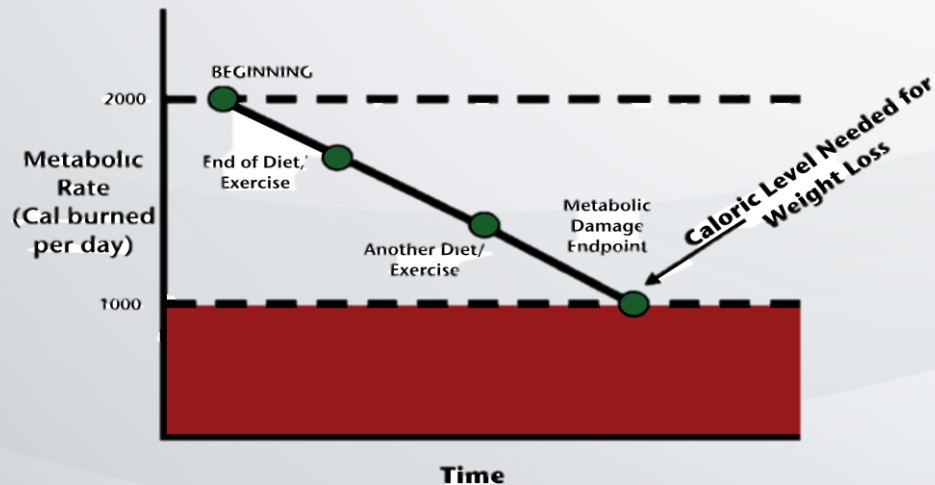 BEGINNING
2000
End of Diet/
Exercise
Metabolic
Rate
(Cal burned
per day)
Metabolic
Damage
Endpoint
Caloric Level Needed for
Weight Loss
Another Diet/
Exercise
1000
Time